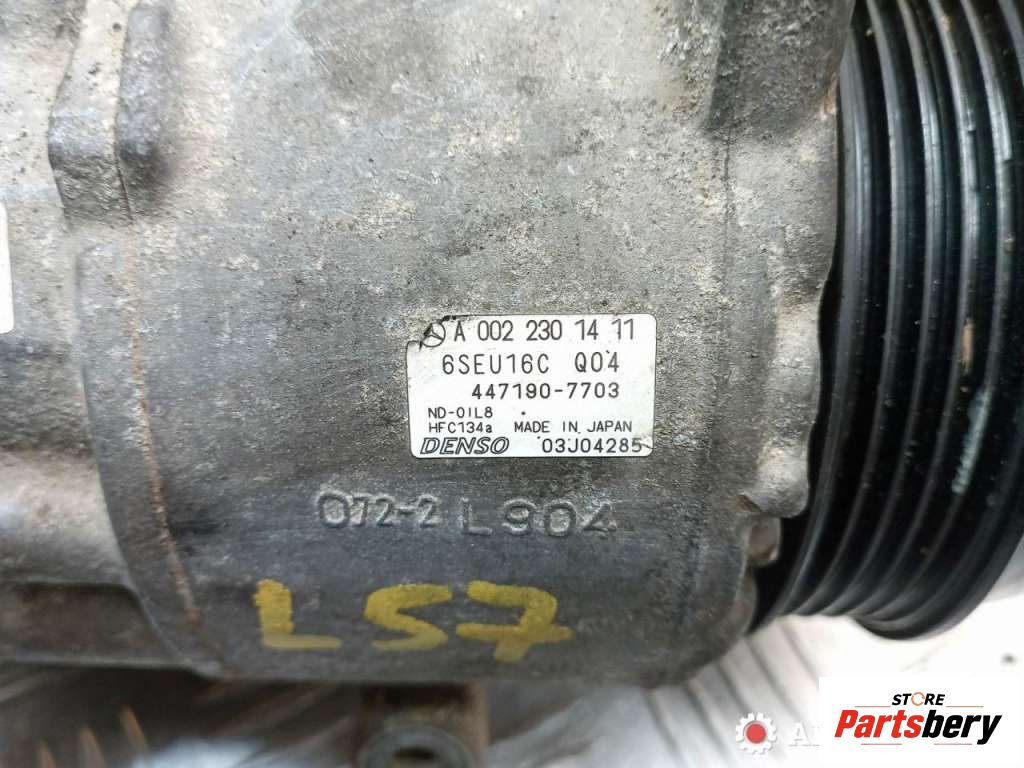 A 002 230 14 11
6SEU16C Q04
447190-7703
ND-OIL8
HFC134a MADE IN JAPAN
DENSO 03J04285
072-2 L904
LS7
STORE
Partsbery